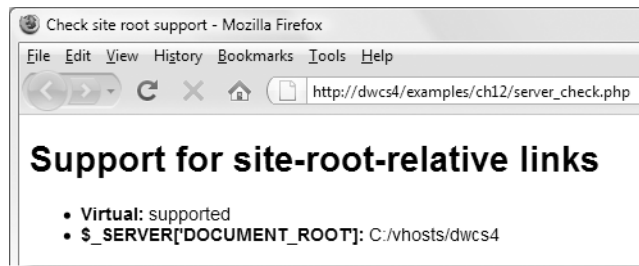 Check site root support - Mozilla Firefox
File Edit View History Bookmarks Tools Help
http://dwcs4/examples/ch12/server_check.php
Support for site-root-relative links
• Virtual: supported
• $_SERVER['DOCUMENT_ROOT']: C:/vhosts/dwcs4